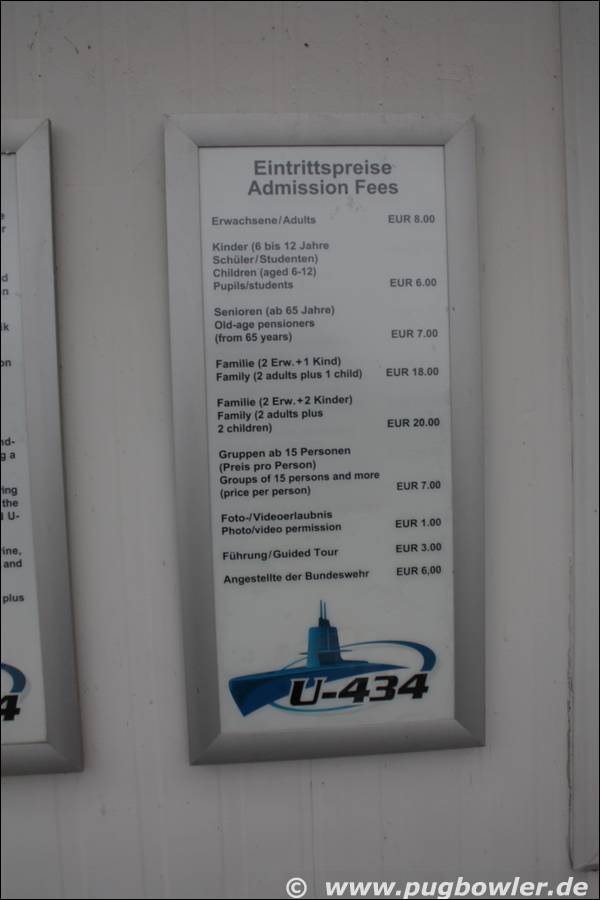 Eintrittspreise
Admission Fees
Erwachsene/Adults EUR 8.00
Kinder (6 bis 12 Jahre
Schüler/Studenten)
Children (aged 6-12)
Pupils/students EUR 6.00
Senioren (ab 65 Jahre)
Old-age pensioners
(from 65 years) EUR 7.00
Familie (2 Erw.+1 Kind)
Family (2 adults plus 1 child) EUR 18.00
Familie (2 Erw.+2 Kinder)
Family (2 adults plus
2 children) EUR 20.00
Gruppen ab 15 Personen
(Preis pro Person)
Groups of 15 persons and more
(price per person) EUR 7.00
Foto-/Videoerlaubnis
Photo/video permission EUR 1.00
Führung/Guided Tour EUR 3.00
Angestellte der Bundeswehr EUR 6,00
U-434
the
and
plus
© www.pugbowler.de